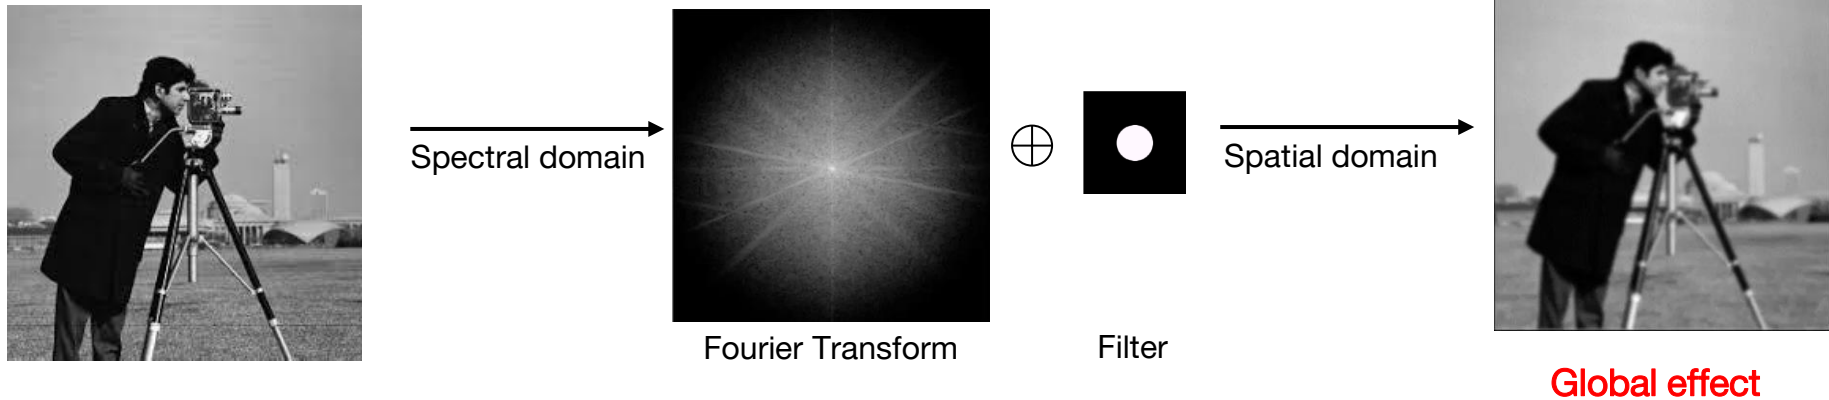 Spectral domain
Fourier Transform
Filter
Spatial domain
Global effect